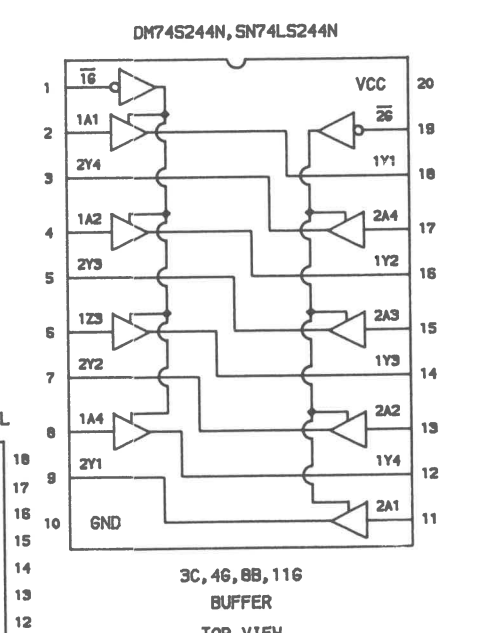 DM74S244N,SN74LS244N
1 1G̅ VCC 20
2 1A1 2G̅ 19
3 2Y4 1Y1 18
4 1A2 2A4 17
5 2Y3 1Y2 16
6 1Z3 2A3 15
7 2Y2 1Y3 14
8 1A4 2A2 13
9 2Y1 1Y4 12
10 GND 2A1 11
3C,4G,8B,11G
BUFFER
TOP VIEW
L
18
17
16
15
14
13
12